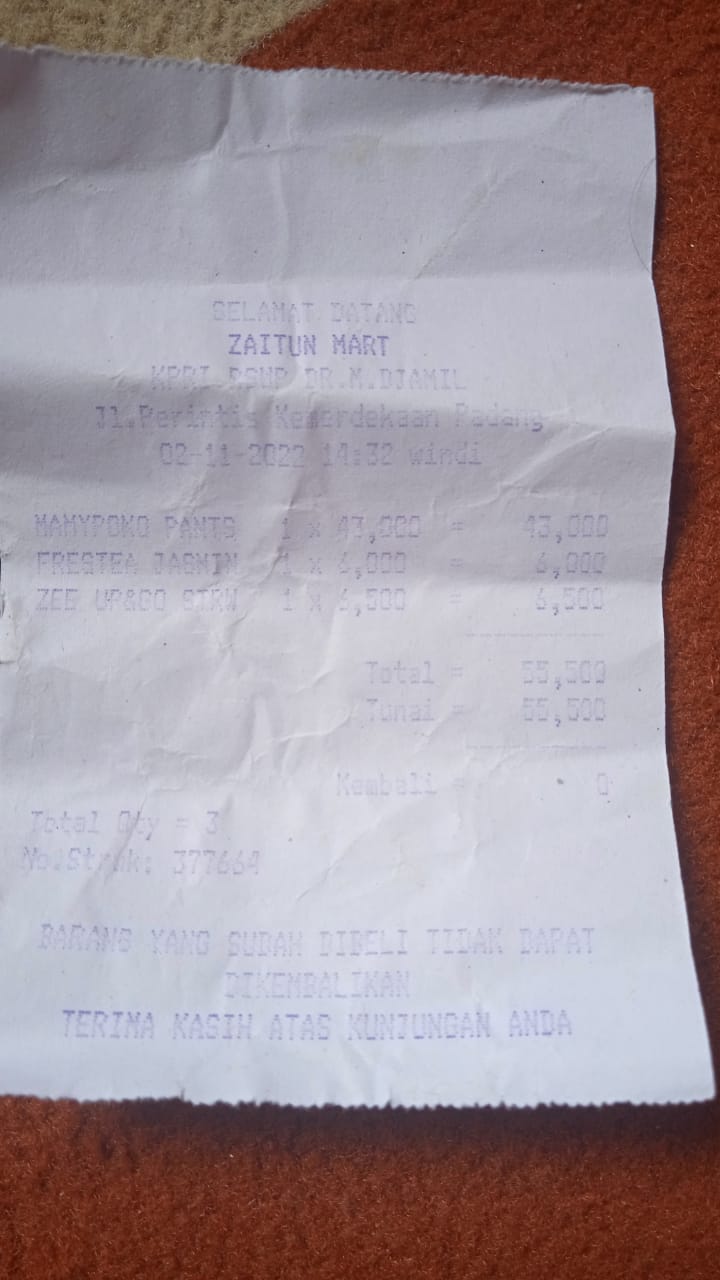 SELAMAT DATANG
ZAITUN MART
KPRI RSUP DR.M.DJAMIL
Jl.Perintis Kemerdekaan Padang
02-11-2022 14:32 windi
MAMYPOKO PANTS 1 x 43,000 = 43,000
FRESTEA JASMIN 1 x 6,000 = 6,000
ZEE UP&GO STRW 1 x 6,500 = 6,500
Total = 55,500
Tunai = 55,500
Kembali = 0
Total Qty = 3
No.Struk: 377664
BARANG YANG SUDAH DIBELI TIDAK DAPAT
DIKEMBALIKAN
TERIMA KASIH ATAS KUNJUNGAN ANDA